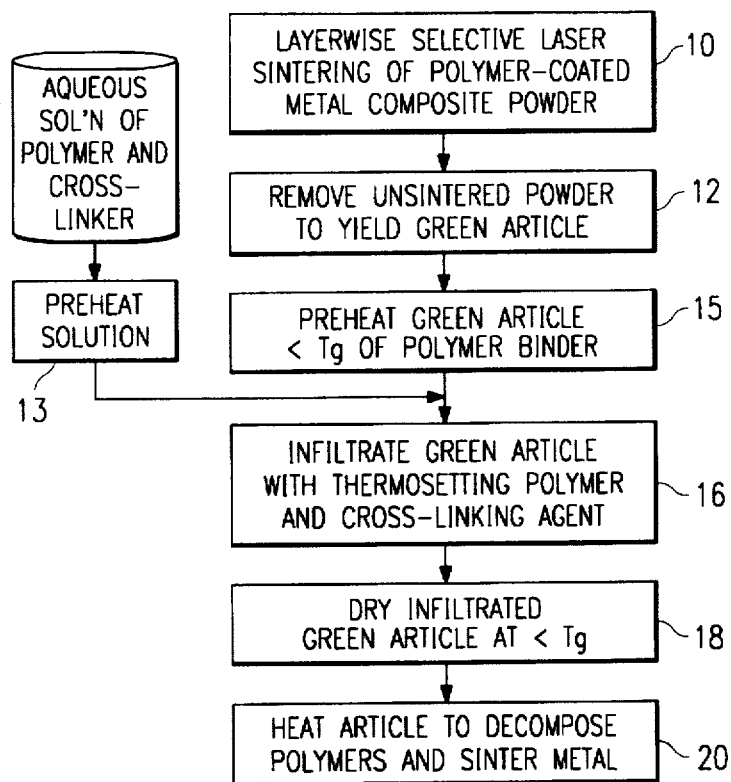 LAYERWISE SELECTIVE LASER
SINTERING OF POLYMER-COATED
METAL COMPOSITE POWDER
10
AQUEOUS
SOL'N OF
POLYMER AND
CROSS-
LINKER
REMOVE UNSINTERED POWDER
TO YIELD GREEN ARTICLE
12
PREHEAT
SOLUTION
13
PREHEAT GREEN ARTICLE
< Tg OF POLYMER BINDER
15
INFILTRATE GREEN ARTICLE
WITH THERMOSETTING POLYMER
AND CROSS-LINKING AGENT
16
DRY INFILTRATED
GREEN ARTICLE AT < Tg
18
HEAT ARTICLE TO DECOMPOSE
POLYMERS AND SINTER METAL
20